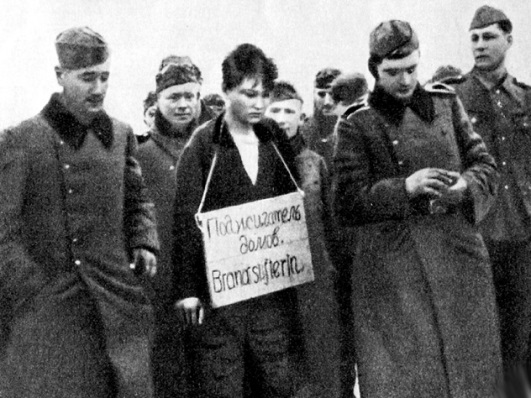 Поджигатель
домов.
Brandstifterin.